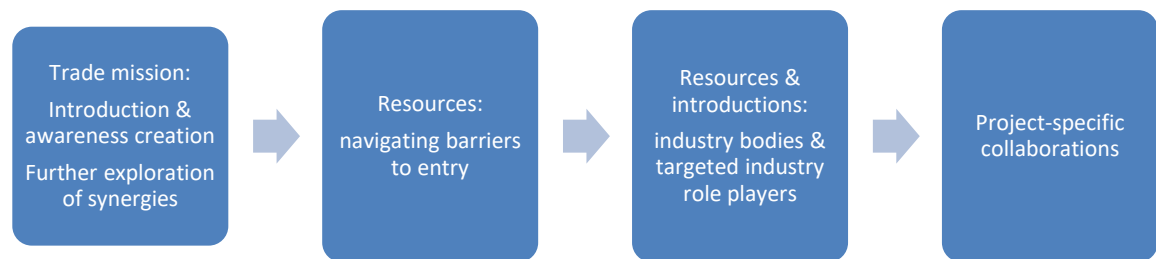 Trade mission:
Introduction &
awareness creation
Further exploration
of synergies
Resources:
navigating barriers
to entry
Resources &
introductions:
industry bodies &
targeted industry
role players
Project-specific
collaborations